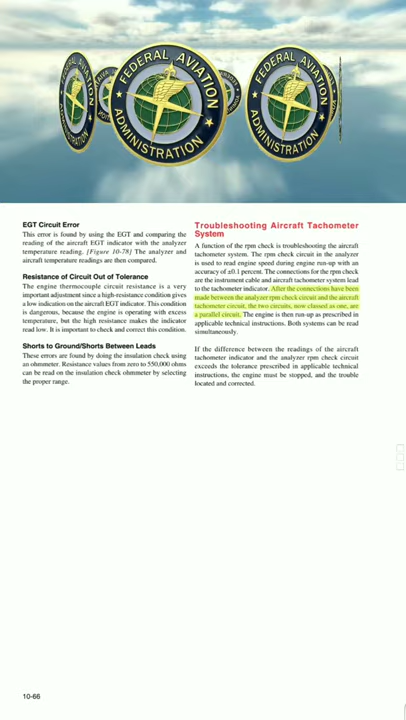 FEDERAL AVIATION
ADMINISTRATION
FEDERAL AVIATION
ADMINISTRATION
EGT Circuit Error
This error is found by using the EGT and comparing the
reading of the aircraft EGT indicator with the analyzer
temperature reading. [Figure 10-78] The analyzer and
aircraft temperature readings are then compared.
Resistance of Circuit Out of Tolerance
The engine thermocouple circuit resistance is a very
important adjustment since a high-resistance condition gives
a low indication on the aircraft EGT indicator. This condition
is dangerous, because the engine is operating with excess
temperature, but the high resistance makes the indicator
read low. It is important to check and correct this condition.
Shorts to Ground/Shorts Between Leads
These errors are found by doing the insulation check using
an ohmmeter. Resistance values from zero to 550,000 ohms
can be read on the insulation check ohmmeter by selecting
the proper range.
Troubleshooting Aircraft Tachometer
System
A function of the rpm check is troubleshooting the aircraft
tachometer system. The rpm check circuit in the analyzer
is used to read engine speed during engine run-up with an
accuracy of ±0.1 percent. The connections for the rpm check
are the instrument cable and aircraft tachometer system lead
to the tachometer indicator. After the connections have been
made between the analyzer rpm check circuit and the aircraft
tachometer circuit, the two circuits, now classed as one, are
a parallel circuit. The engine is then run-up as prescribed in
applicable technical instructions. Both systems can be read
simultaneously.
If the difference between the readings of the aircraft
tachometer indicator and the analyzer rpm check circuit
exceeds the tolerance prescribed in applicable technical
instructions, the engine must be stopped, and the trouble
located and corrected.
10-66